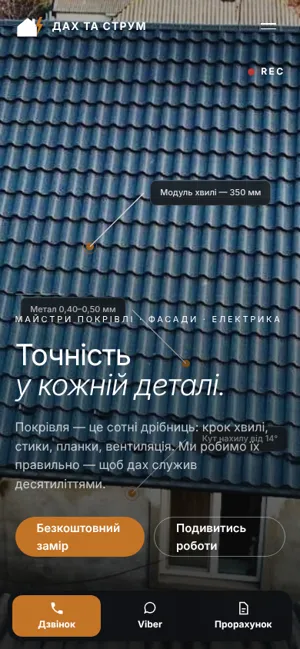 ДАХ ТА СТРУМ
REC
Модуль хвилі — 350 мм
Метал 0,40–0,50 мм
МАЙСТРИ ПОКРІВЛІ · ФАСАДИ · ЕЛЕКТРИКА
Точність
у кожній деталі.
Кут нахилу від 14°
Покрівля — це сотні дрібниць: крок хвилі,
стики, планки, вентиляція. Ми робимо їх
правильно — щоб дах служив
десятиліттями.
Безкоштовний
замір
Подивитись
роботи
Дзвінок
Viber
Прорахунок